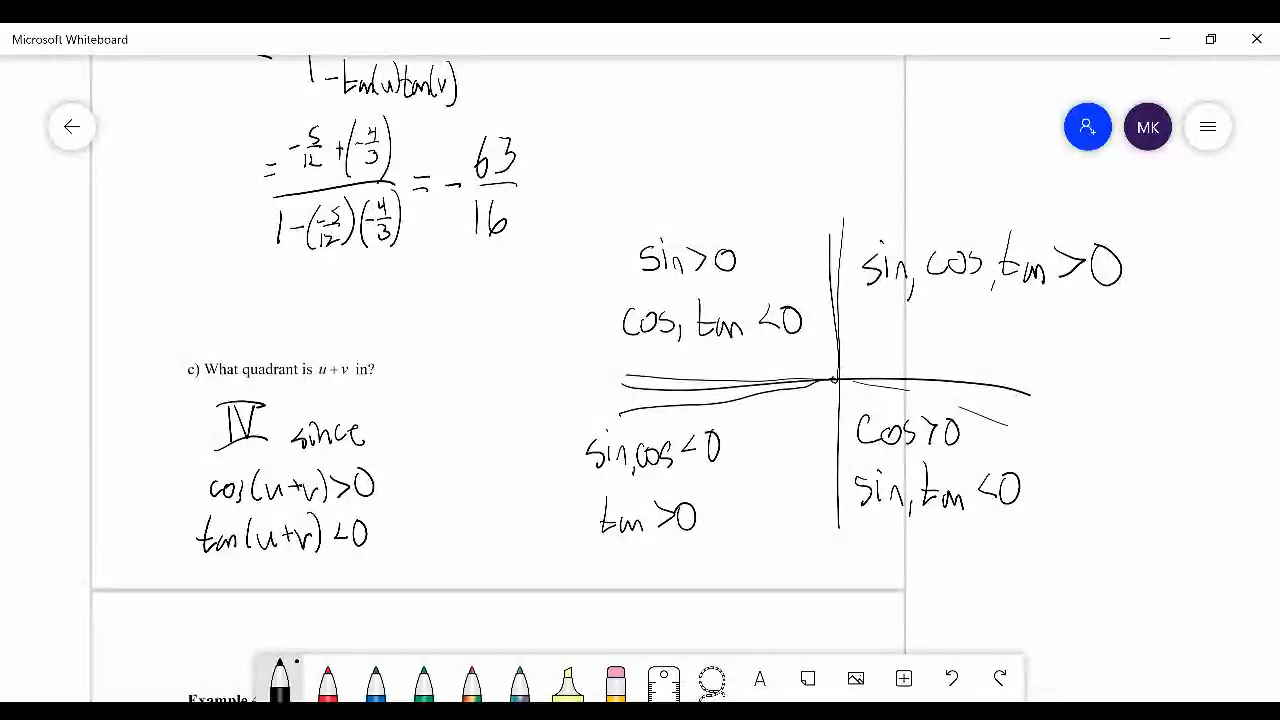 Microsoft Whiteboard
1 - tan(u)tan(v)
= -5/12 + (-4/3) / 1 - (-5/12)(-4/3) = - 63/16
MK
sin > 0
cos, tan < 0
sin, cos, tan > 0
c) What quadrant is u + v in?
IV since
cos(u+v) > 0
tan(u+v) < 0
sin, cos < 0
tan > 0
cos > 0
sin, tan < 0
A
Example